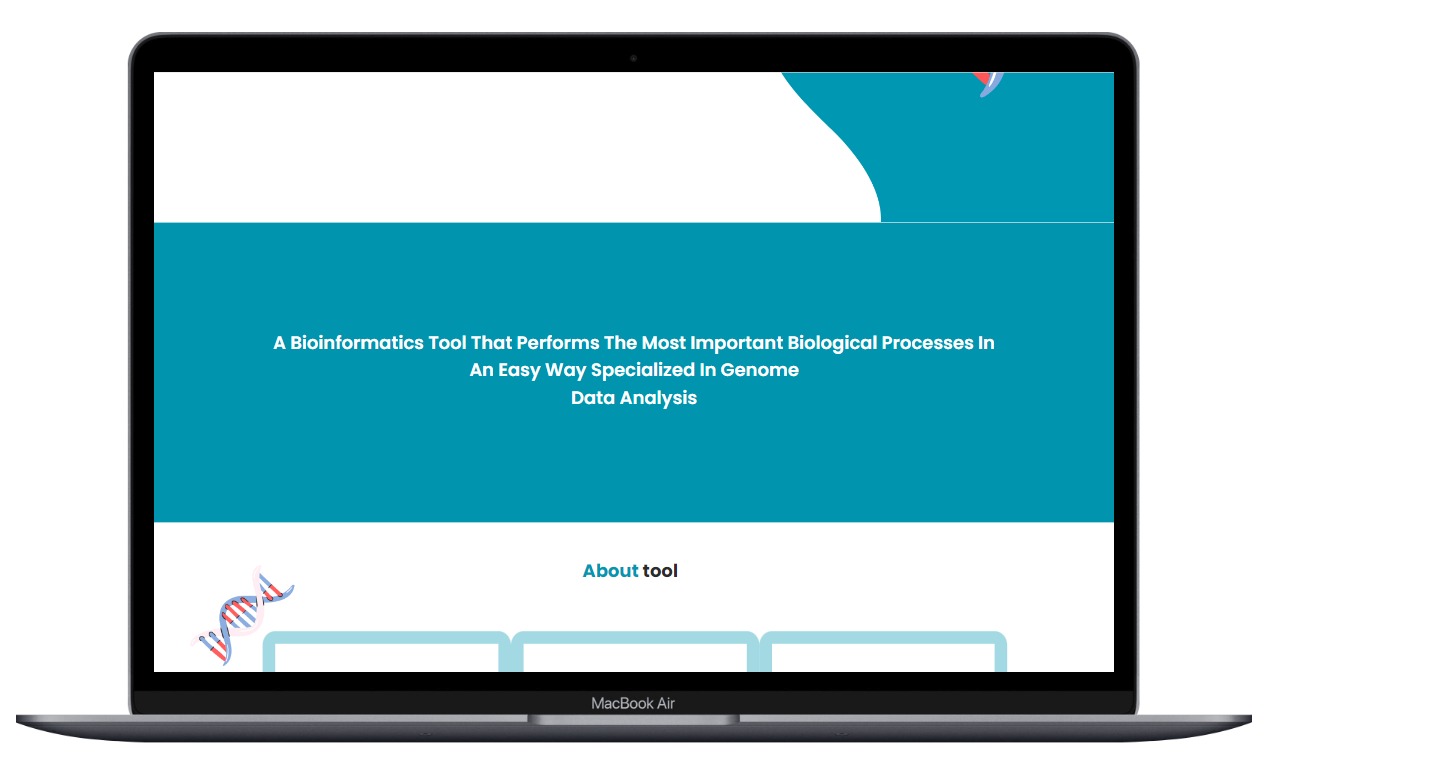 A Bioinformatics Tool That Performs The Most Important Biological Processes In
An Easy Way Specialized In Genome
Data Analysis
About tool
MacBook Air